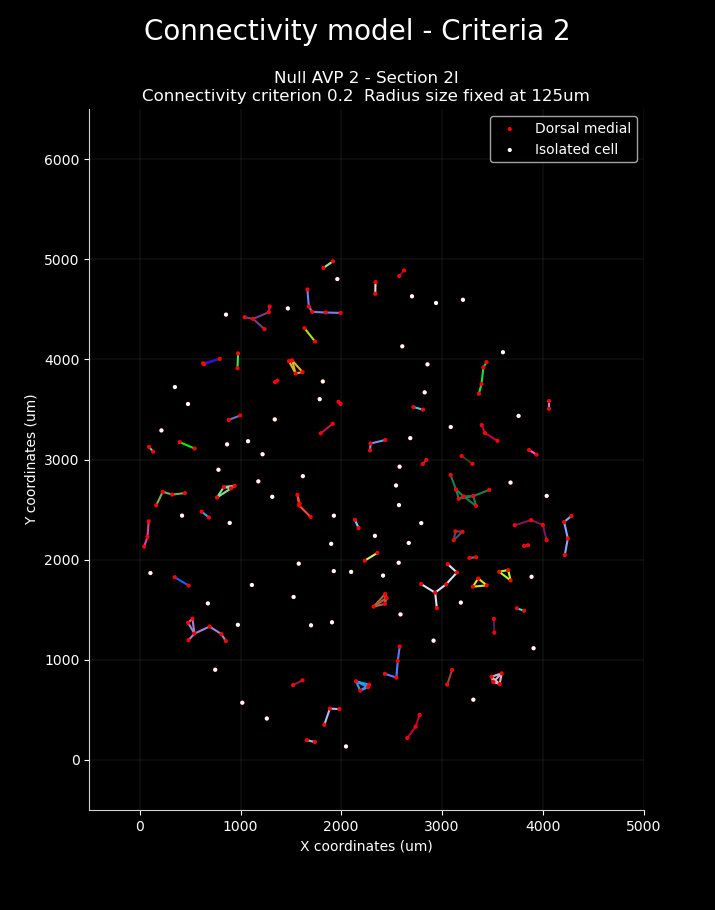 Connectivity model - Criteria 2
Null AVP 2 - Section 2I
Connectivity criterion 0.2  Radius size fixed at 125um
Dorsal medial
Isolated cell
6000
5000
4000
3000
2000
1000
0
Y coordinates (um)
0 1000 2000 3000 4000 5000
X coordinates (um)